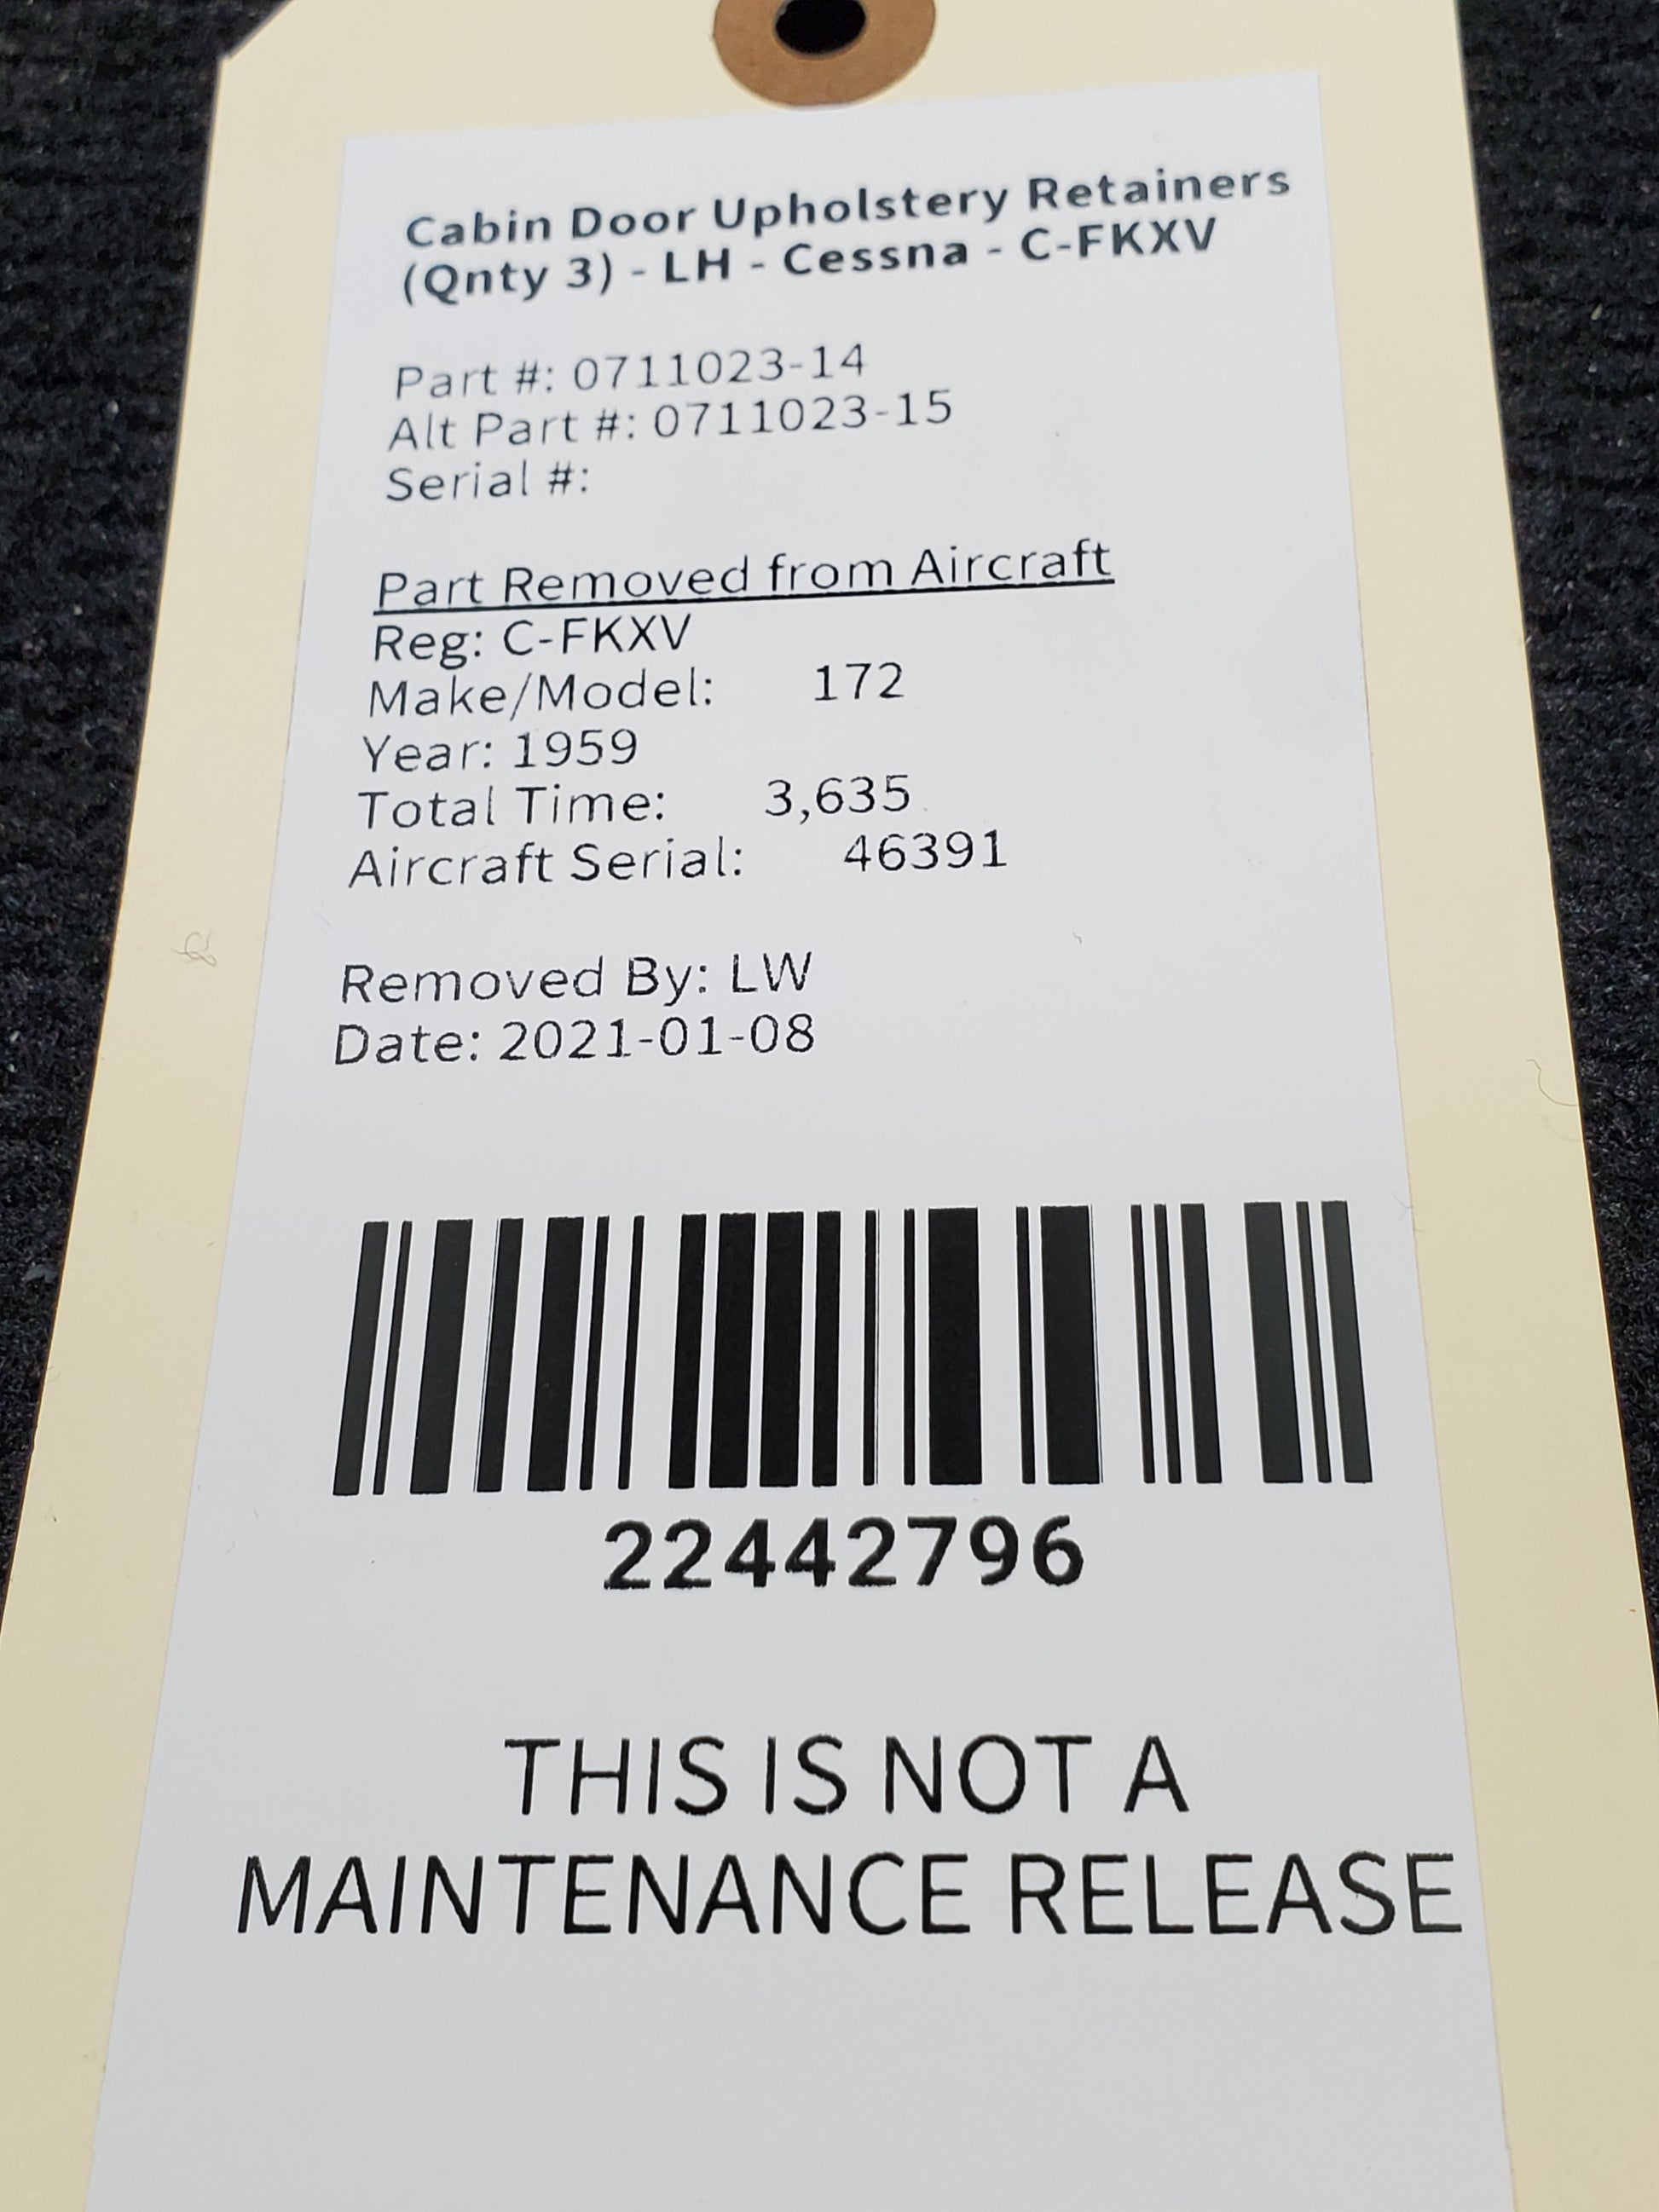 Cabin Door Upholstery Retainers
(Qnty 3) - LH - Cessna - C-FKXV
Part #: 0711023-14
Alt Part #: 0711023-15
Serial #:
Part Removed from Aircraft
Reg: C-FKXV
Make/Model: 172
Year: 1959
Total Time: 3,635
Aircraft Serial: 46391
Removed By: LW
Date: 2021-01-08
22442796
THIS IS NOT A
MAINTENANCE RELEASE